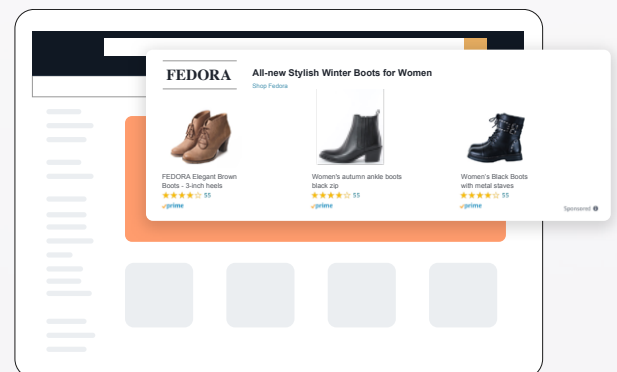 FEDORA
All-new Stylish Winter Boots for Women
Shop Fedora
FEDORA Elegant Brown
Boots - 3-inch heels
55
prime
Women's autumn ankle boots
black zip
55
prime
Women's Black Boots
with metal staves
55
prime
Sponsored